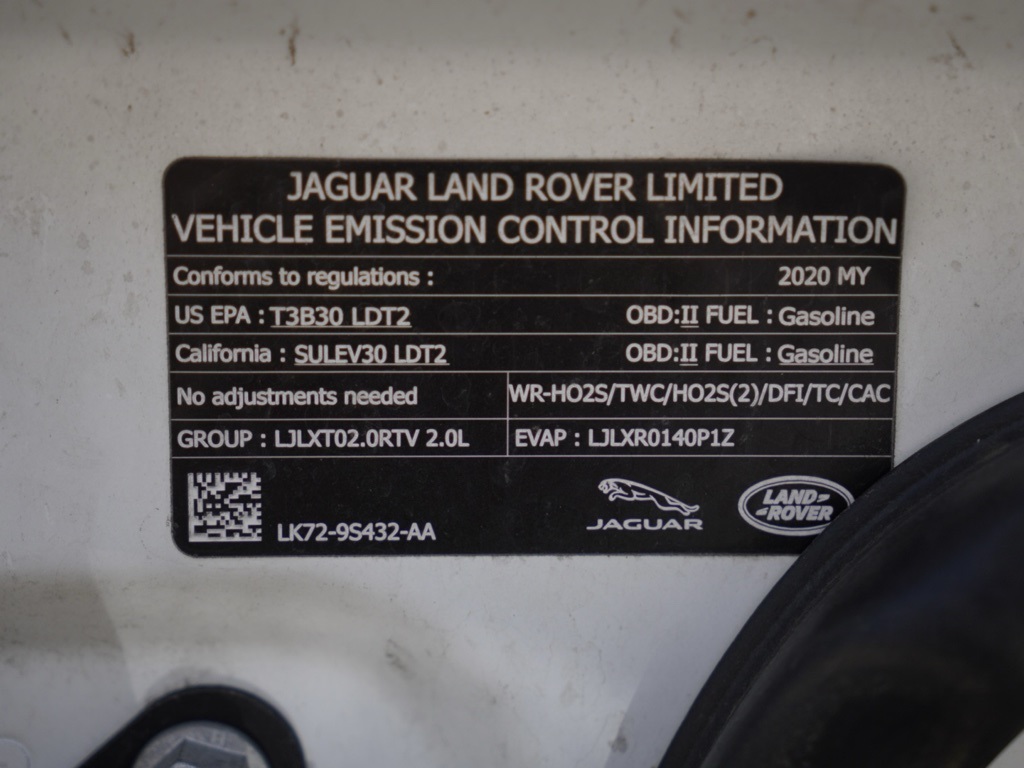 JAGUAR LAND ROVER LIMITED
VEHICLE EMISSION CONTROL INFORMATION
Conforms to regulations : 2020 MY
US EPA : T3B30 LDT2 OBD:II FUEL : Gasoline
California : SULEV30 LDT2 OBD:II FUEL : Gasoline
No adjustments needed WR-HO2S/TWC/HO2S(2)/DFI/TC/CAC
GROUP : LJLXT02.0RTV 2.0L EVAP : LJLXR0140P1Z
LK72-9S432-AA
JAGUAR
LAND
ROVER